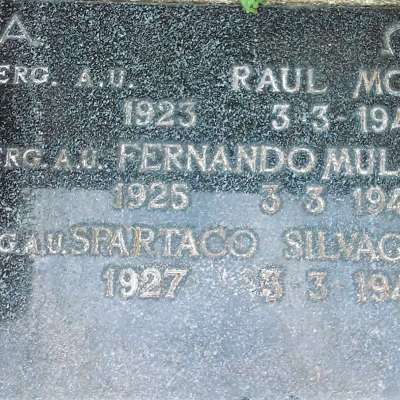 A
ERG. A.U. RAUL MO
1923 3-3-194
ERG. A.U. FERNANDO MUL
1925 3 3 194
G. A.U. SPARTACO SILVAG
1927 3-3 194